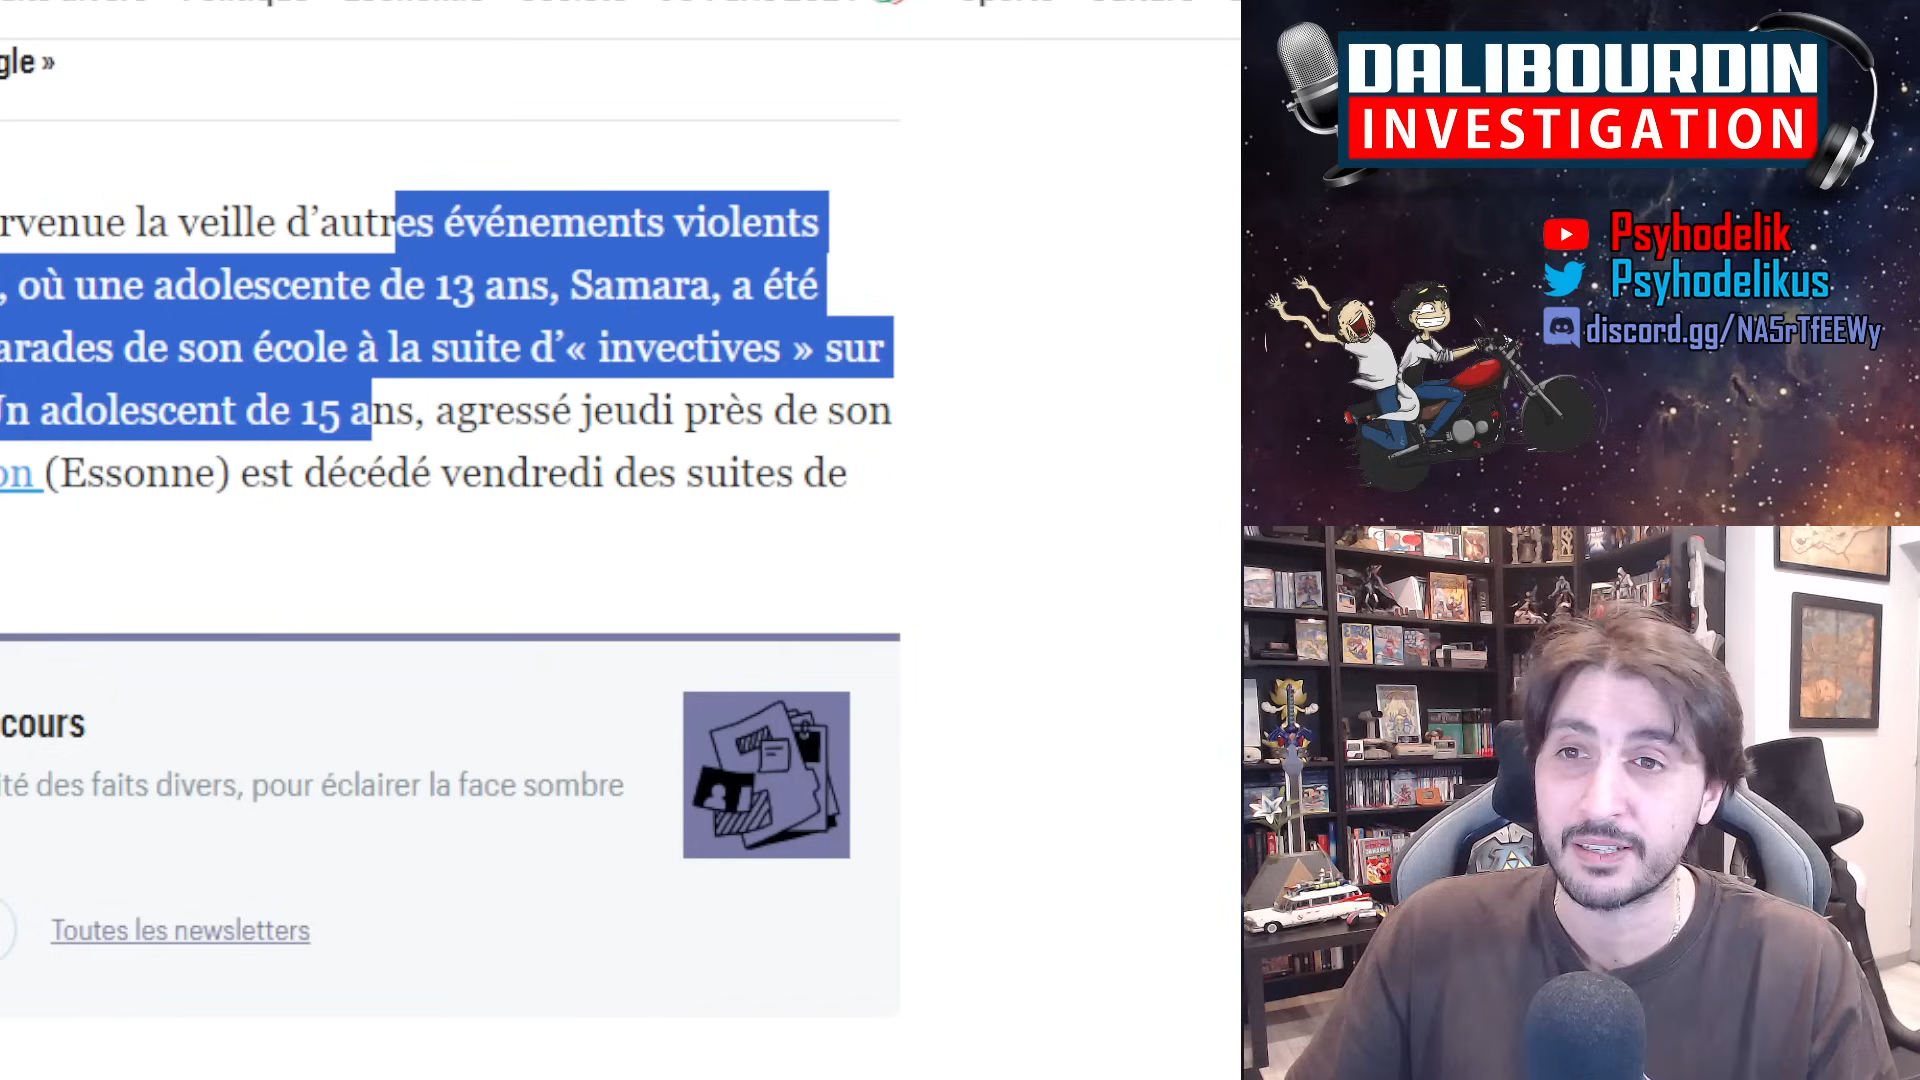 gle »
rvenue la veille d’autres événements violents
, où une adolescente de 13 ans, Samara, a été
arades de son école à la suite d’« invectives » sur
n adolescent de 15 ans, agressé jeudi près de son
on (Essonne) est décédé vendredi des suites de
cours
ité des faits divers, pour éclairer la face sombre
Toutes les newsletters
DALIBOURDIN
INVESTIGATION
Psyhodelik
Psyhodelikus
discord.gg/NA5rTfEEWy